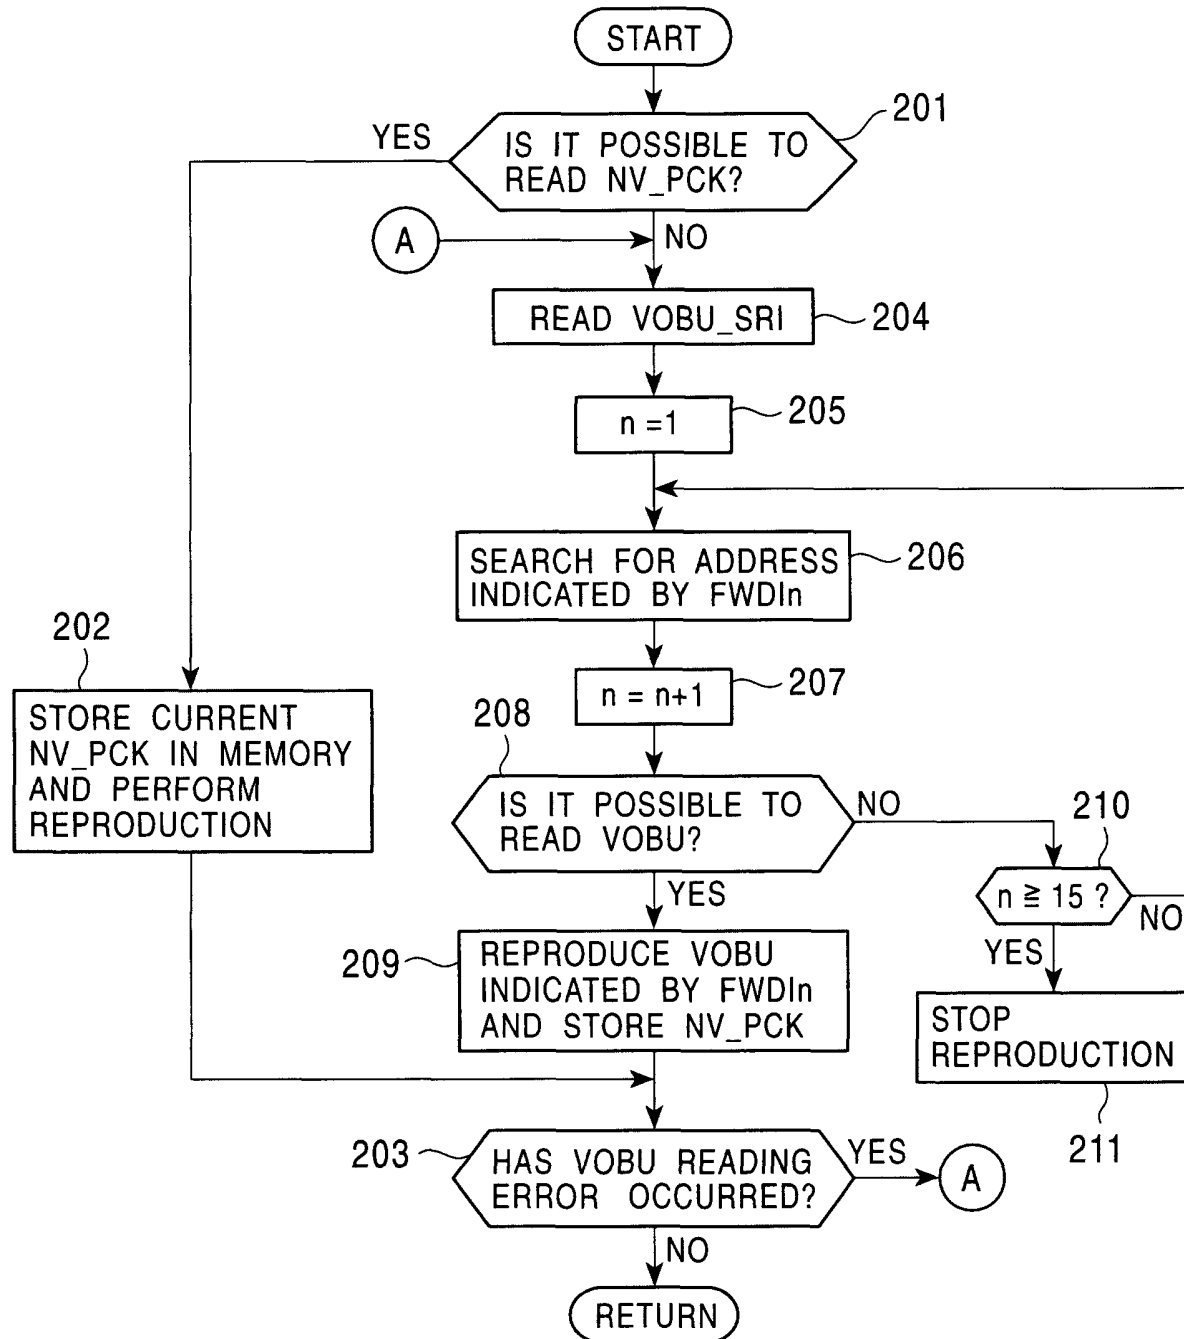 START
201
YES
IS IT POSSIBLE TO
READ NV_PCK?
A
NO
READ VOBU_SRI
204
n =1
205
SEARCH FOR ADDRESS
INDICATED BY FWDIn
206
202
n = n+1
207
STORE CURRENT
NV_PCK IN MEMORY
AND PERFORM
REPRODUCTION
208
IS IT POSSIBLE TO
READ VOBU?
NO
210
n ≧ 15 ?
NO
YES
YES
209
REPRODUCE VOBU
INDICATED BY FWDIn
AND STORE NV_PCK
STOP
REPRODUCTION
211
203
HAS VOBU READING
ERROR OCCURRED?
YES
A
NO
RETURN